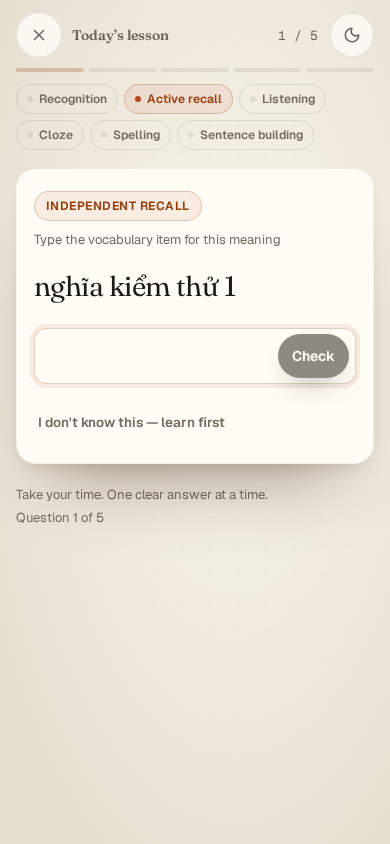 Today’s lesson
1 / 5
Recognition
Active recall
Listening
Cloze
Spelling
Sentence building
INDEPENDENT RECALL
Type the vocabulary item for this meaning
nghĩa kiểm thử 1
Check
I don't know this — learn first
Take your time. One clear answer at a time.
Question 1 of 5